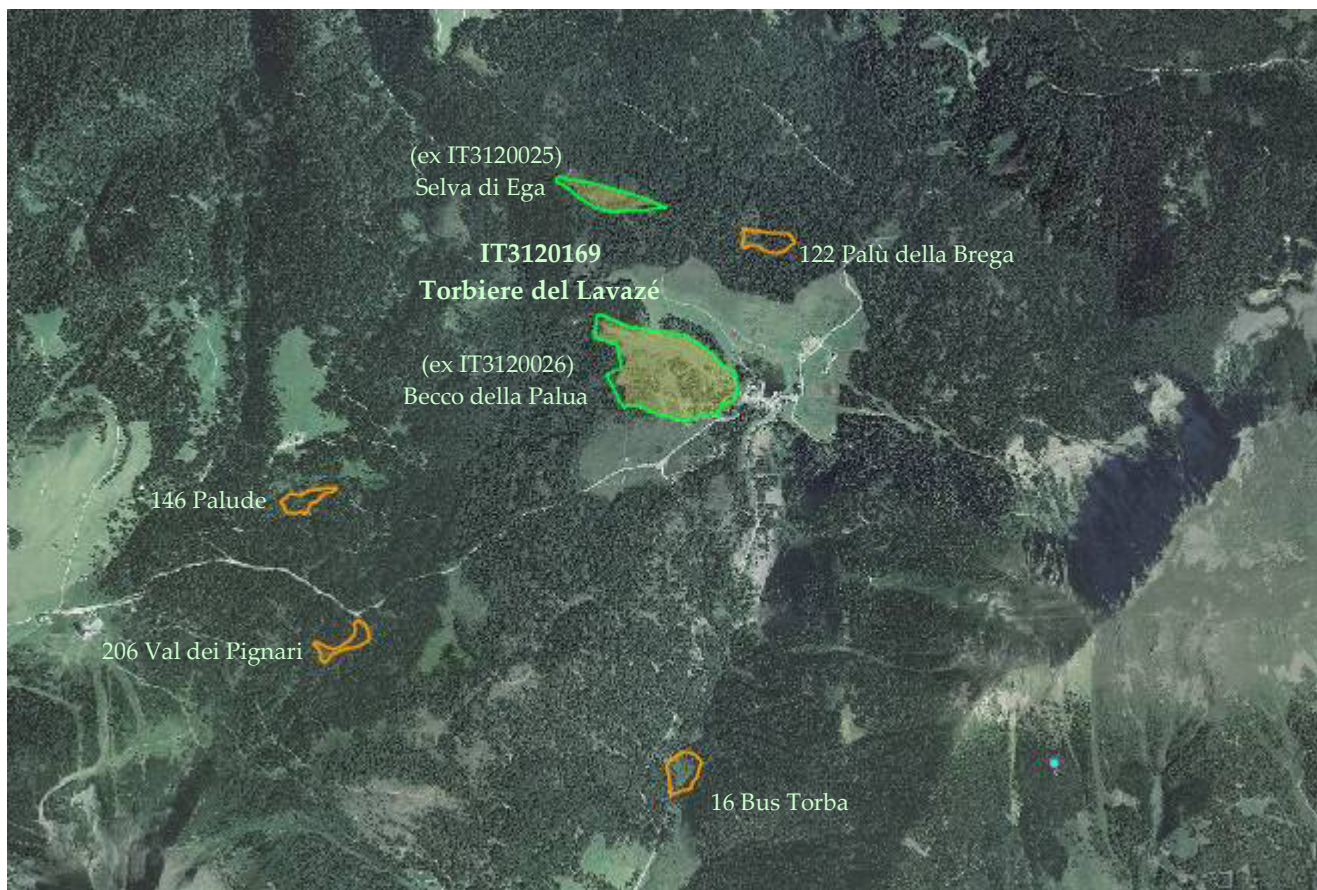 (ex IT3120025)
Selva di Ega
122 Palù della Brega
IT3120169
Torbiere del Lavazé
(ex IT3120026)
Becco della Palua
146 Palude
206 Val dei Pignari
16 Bus Torba